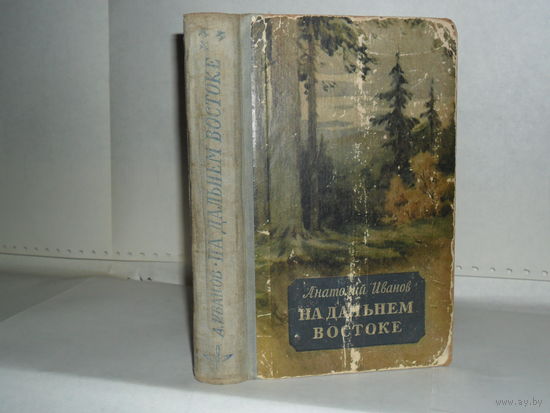 А. ИВАНОВ · НА ДАЛЬНЕМ ВОСТОКЕ
Анатолий Иванов
НА ДАЛЬНЕМ
ВОСТОКЕ
www.ay.by